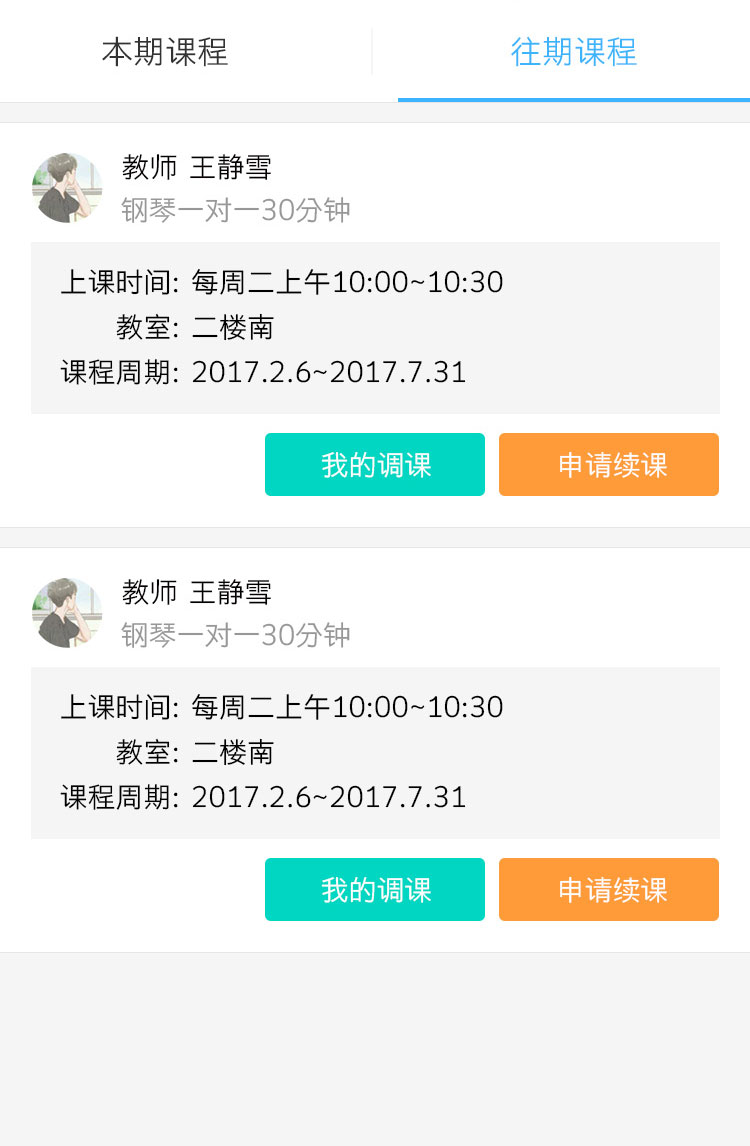 本期课程 往期课程
教师 王静雪
钢琴一对一30分钟
上课时间: 每周二上午10:00~10:30
教室: 二楼南
课程周期: 2017.2.6~2017.7.31
我的调课 申请续课
教师 王静雪
钢琴一对一30分钟
上课时间: 每周二上午10:00~10:30
教室: 二楼南
课程周期: 2017.2.6~2017.7.31
我的调课 申请续课